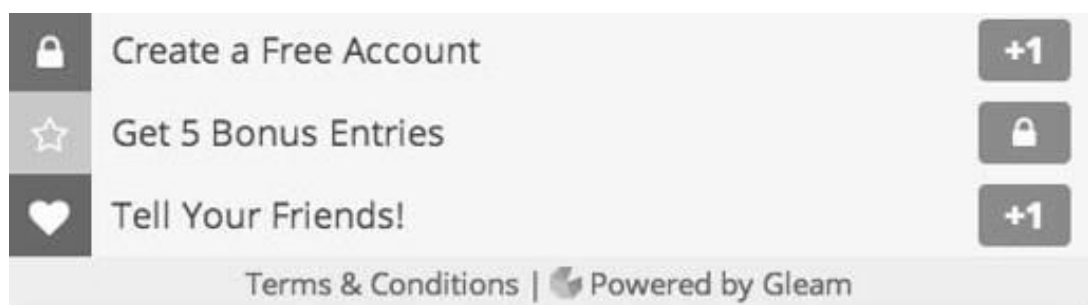 Create a Free Account +1
Get 5 Bonus Entries
Tell Your Friends! +1
Terms & Conditions | Powered by Gleam